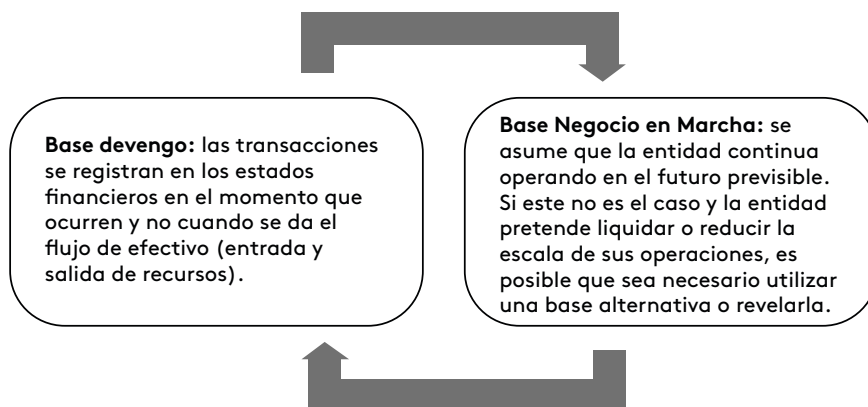 Base devengo: las transacciones
se registran en los estados
financieros en el momento que
ocurren y no cuando se da el
flujo de efectivo (entrada y
salida de recursos).
Base Negocio en Marcha: se
asume que la entidad continua
operando en el futuro previsible.
Si este no es el caso y la entidad
pretende liquidar o reducir la
escala de sus operaciones, es
posible que sea necesario utilizar
una base alternativa o revelarla.